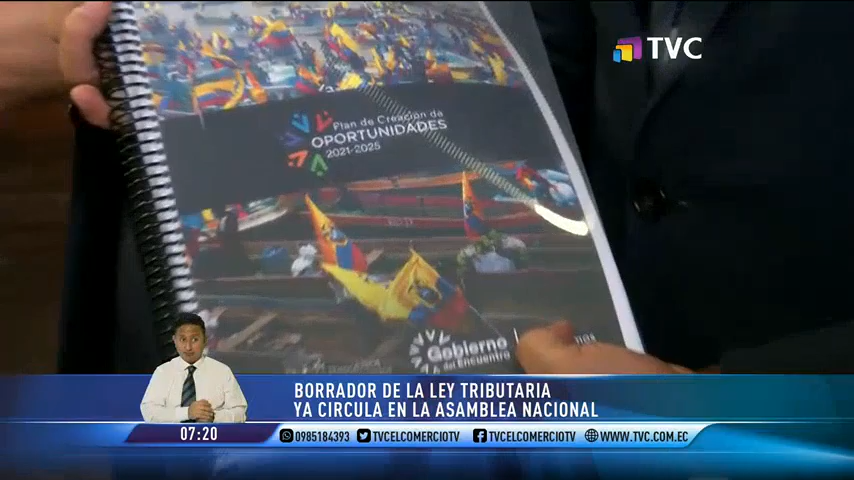 TVC
Plan de Creación de
OPORTUNIDADES
2021-2025
Gobierno
del Encuentro
BORRADOR DE LA LEY TRIBUTARIA
YA CIRCULA EN LA ASAMBLEA NACIONAL
07:20
0985184393
TVCELCOMERCIOTV
TVCELCOMERCIOTV
WWW.TVC.COM.EC